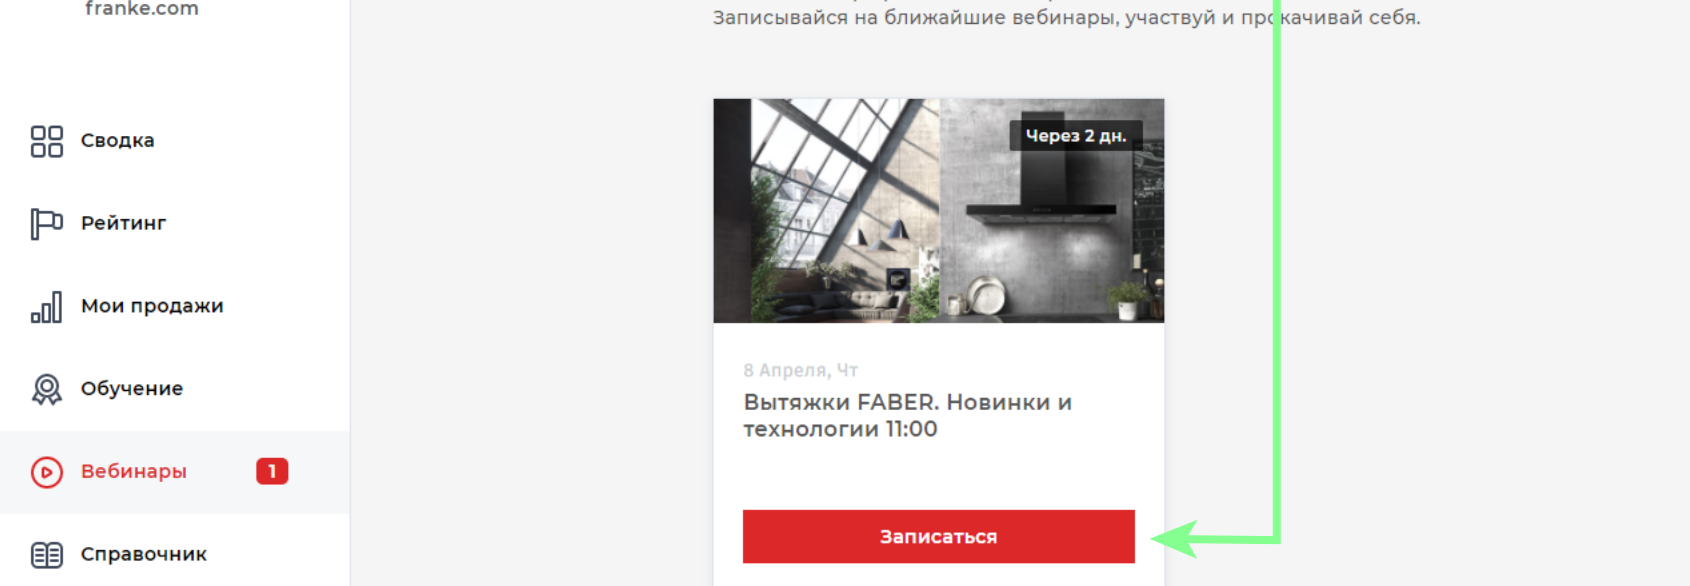 franke.com
Сводка
Рейтинг
Мои продажи
Обучение
Вебинары 1
Справочник
Записывайся на ближайшие вебинары, участвуй и прокачивай себя.
Через 2 дн.
8 Апреля, Чт
Вытяжки FABER. Новинки и
технологии 11:00
Записаться